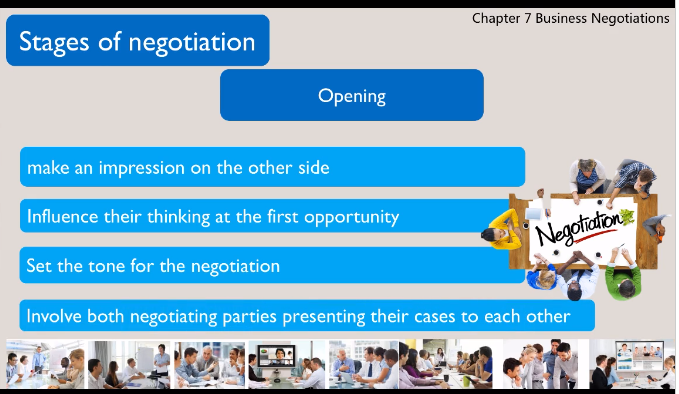 Chapter 7 Business Negotiations
Stages of negotiation
Opening
make an impression on the other side
Influence their thinking at the first opportunity
Negotiation
Set the tone for the negotiation
Involve both negotiating parties presenting their cases to each other